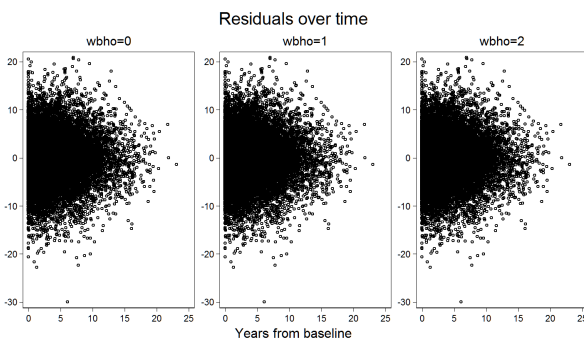 Residuals over time
wbho=0 wbho=1 wbho=2
20 20 20
10 10 10
0 0 0
-10 -10 -10
-20 -20 -20
-30 -30 -30
0 5 10 15 20 25 0 5 10 15 20 25 0 5 10 15 20 25
Years from baseline